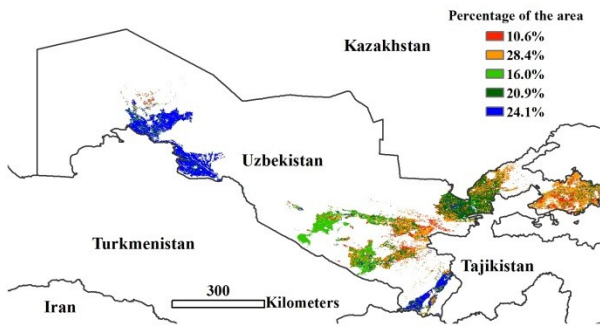 Percentage of the area
10.6%
28.4%
16.0%
20.9%
24.1%
Kazakhstan
Uzbekistan
Turkmenistan
Tajikistan
Iran
300
Kilometers